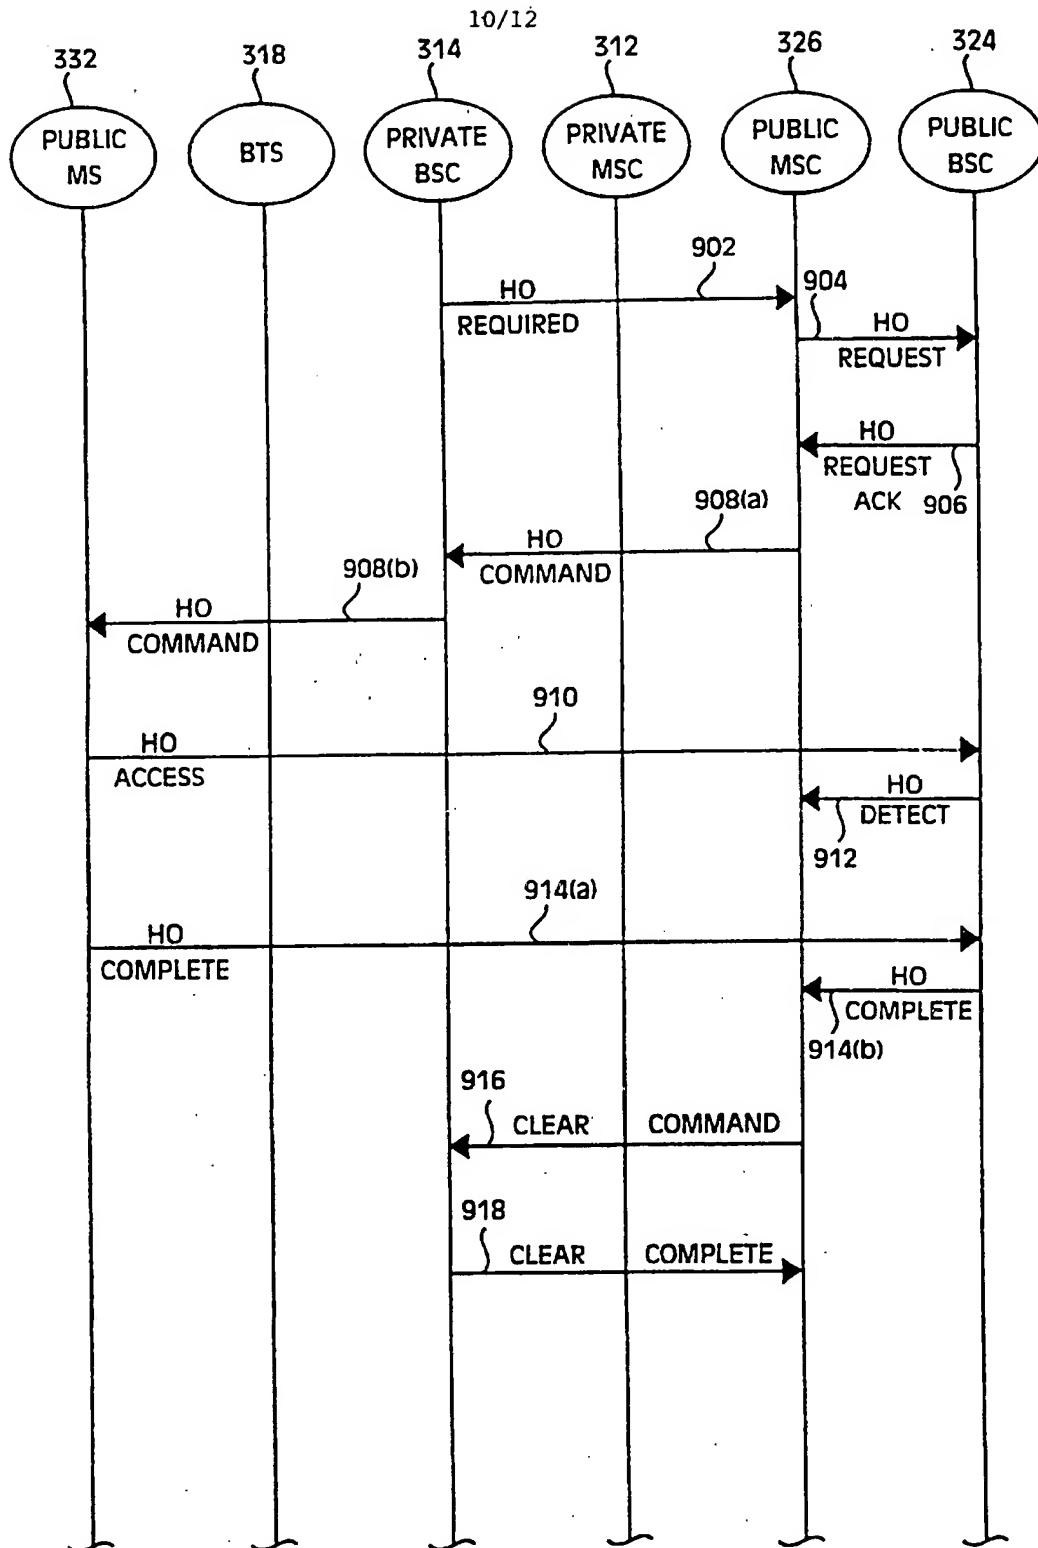 10/12
332 318 314 312 326 324
PUBLIC MS
BTS
PRIVATE BSC
PRIVATE MSC
PUBLIC MSC
PUBLIC BSC
902
HO
REQUIRED
904
HO
REQUEST
HO
REQUEST
ACK
906
908(a)
HO
COMMAND
908(b)
HO
COMMAND
910
HO
ACCESS
HO
DETECT
912
914(a)
HO
COMPLETE
HO
COMPLETE
914(b)
916
CLEAR COMMAND
918
CLEAR COMPLETE